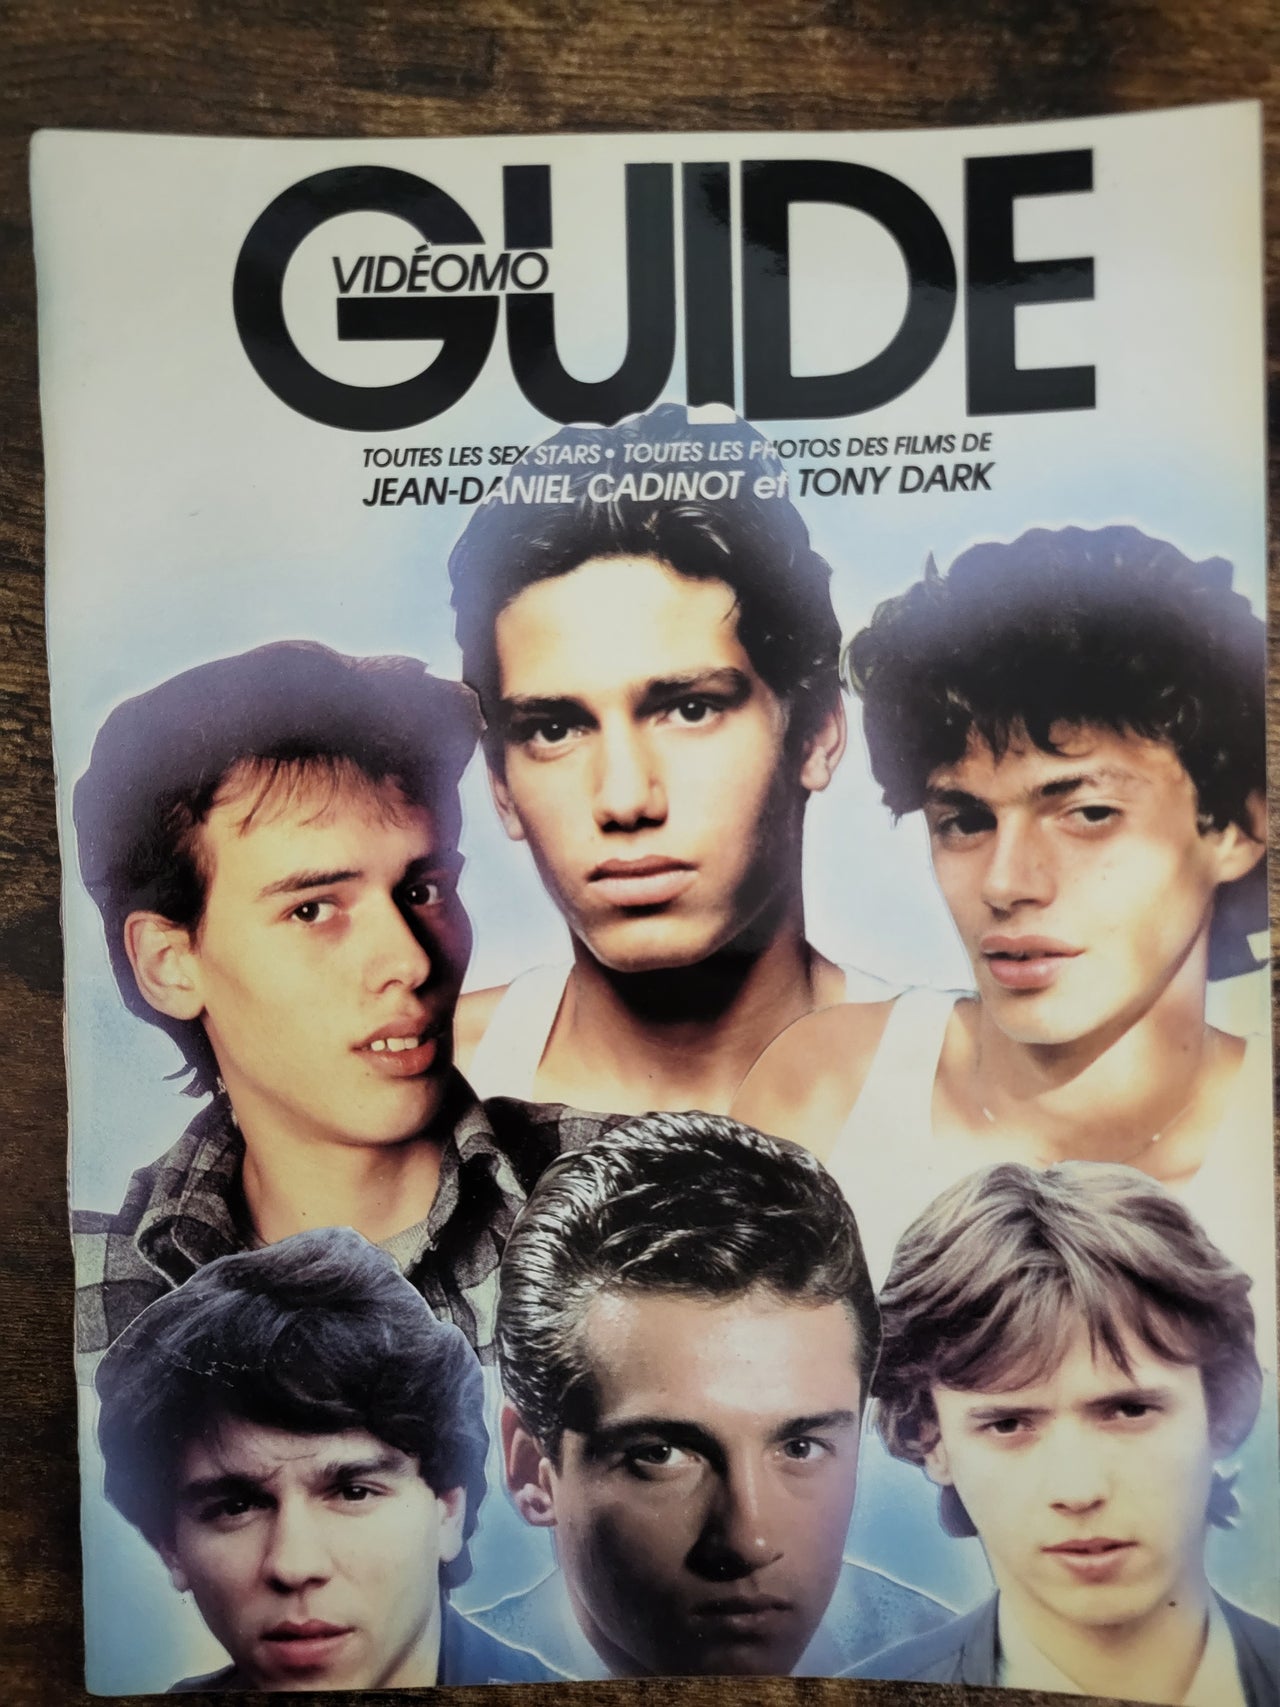 GUIDE
VIDÉOMO
TOUTES LES SEX STARS • TOUTES LES PHOTOS DES FILMS DE
JEAN-DANIEL CADINOT et TONY DARK